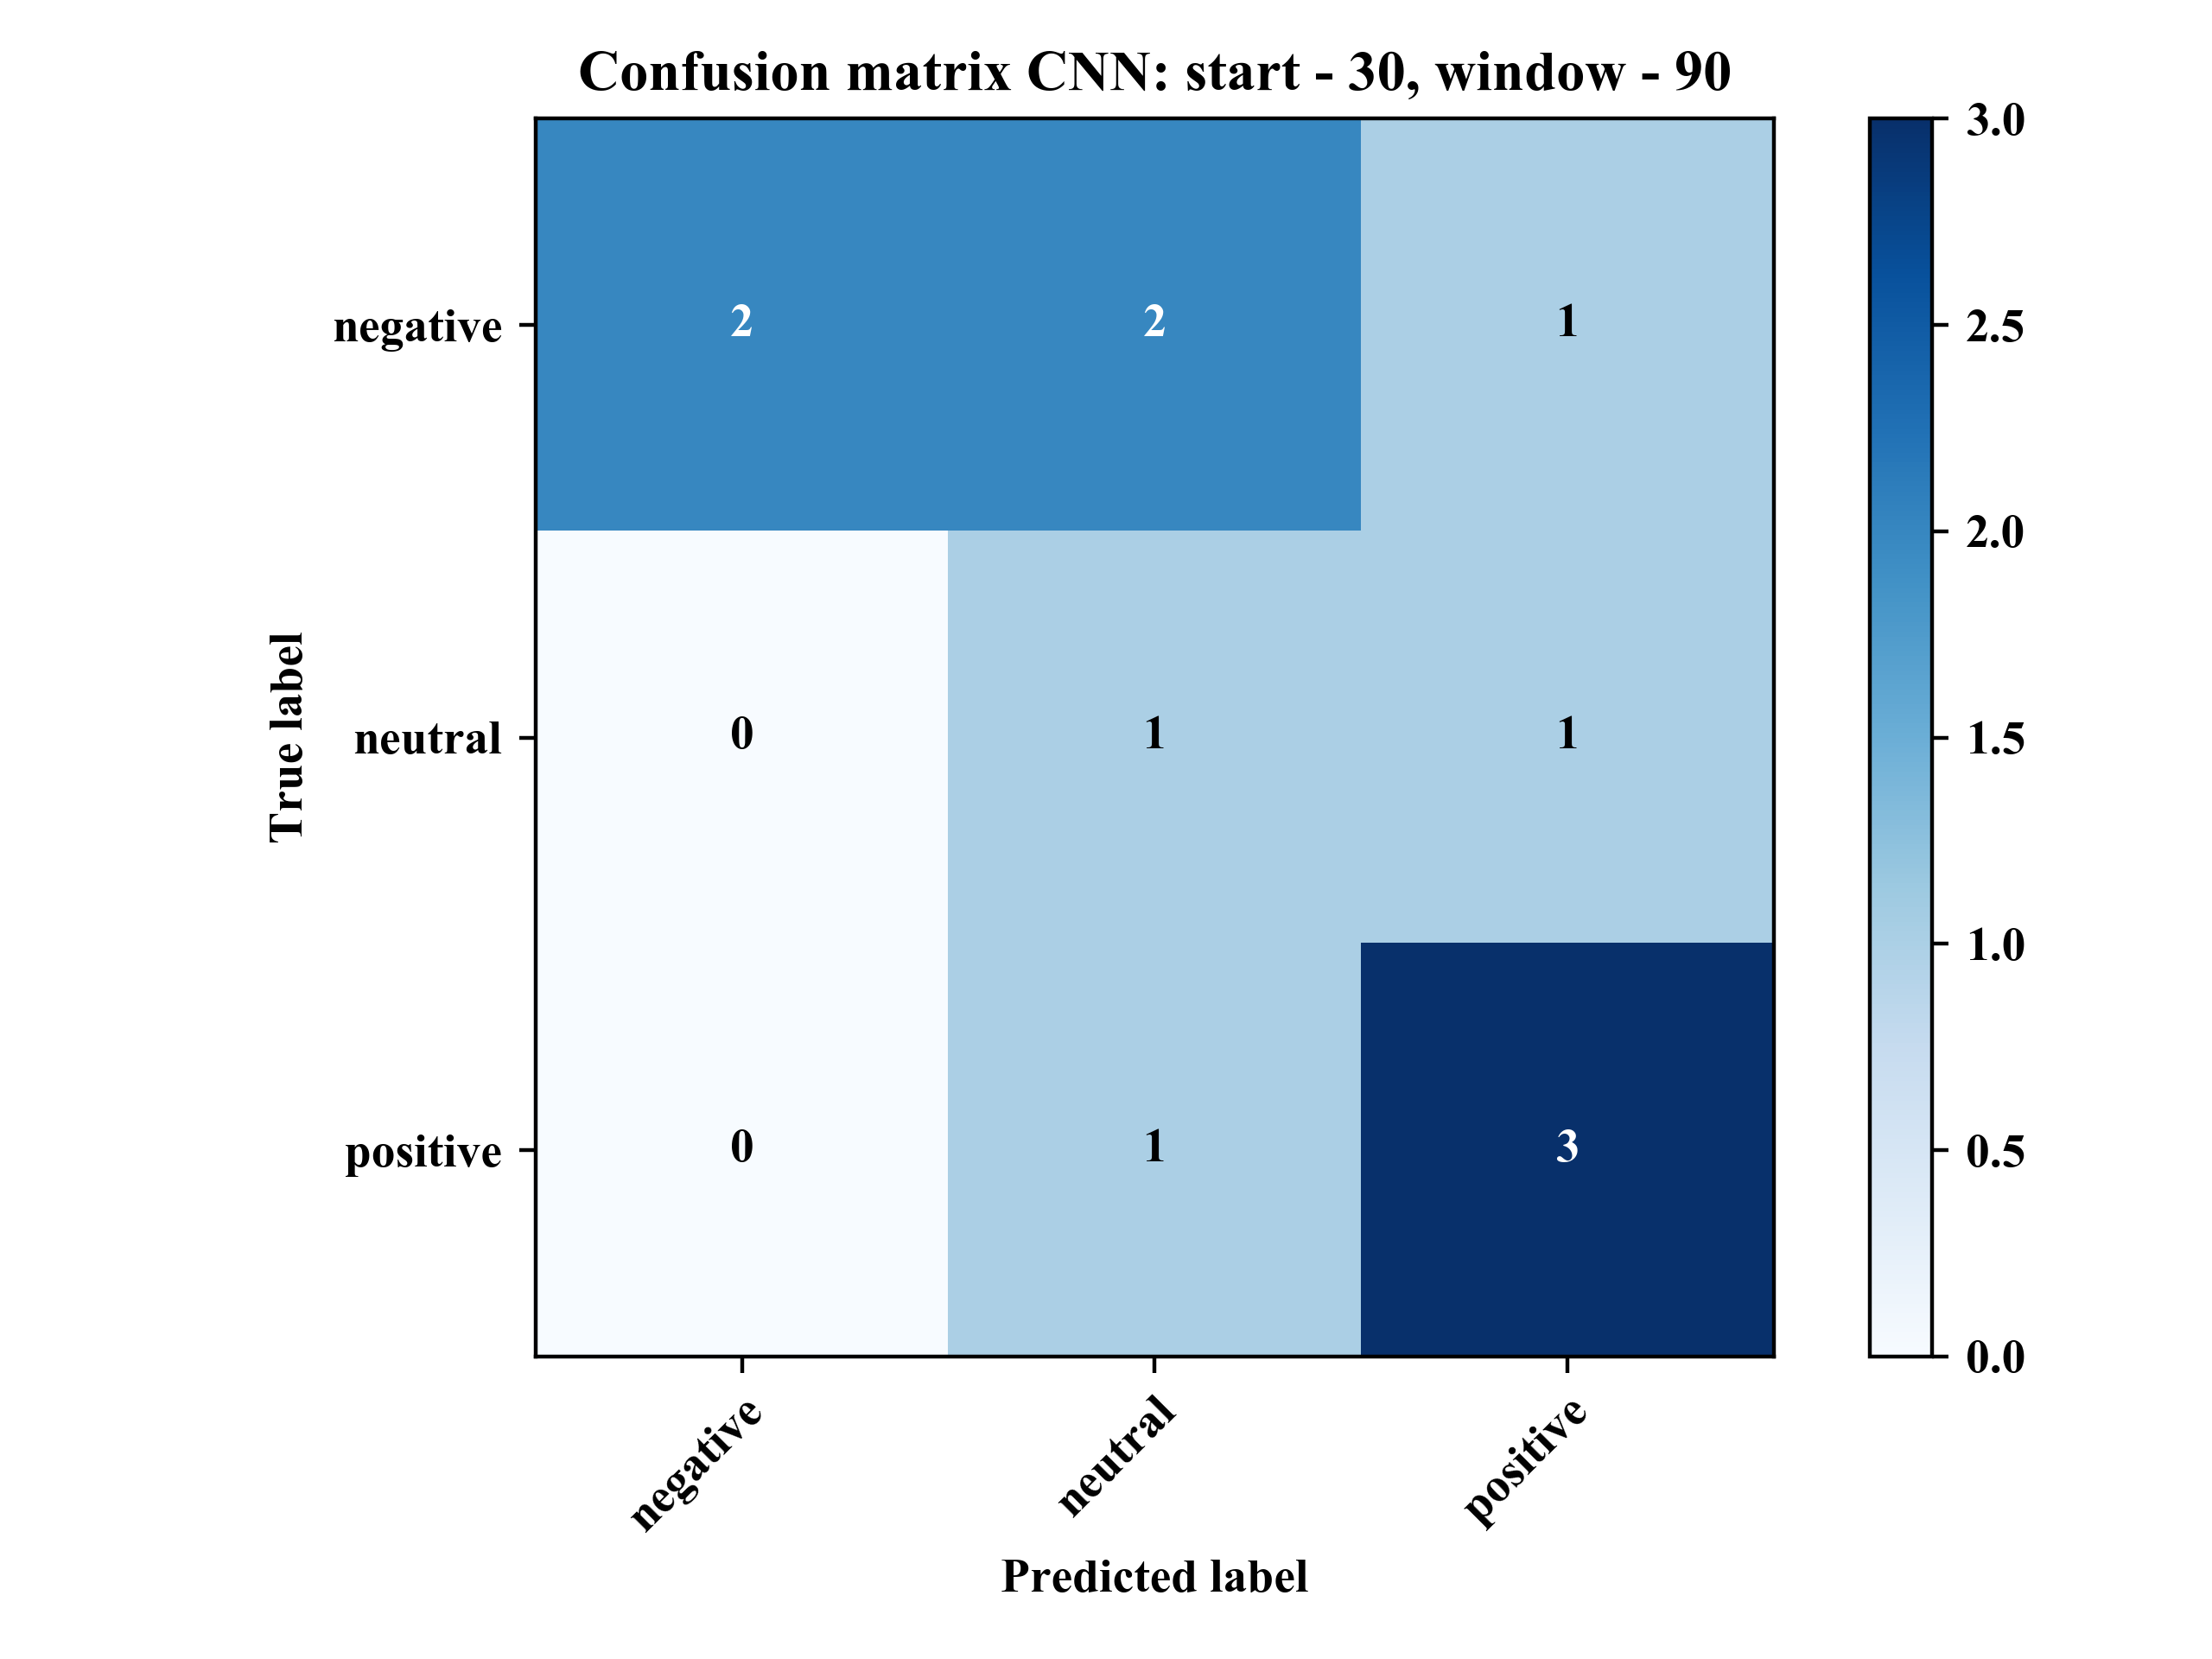 Confusion matrix CNN: start - 30, window - 90
True label
negative 2 2 1
neutral 0 1 1
positive 0 1 3
negative neutral positive
Predicted label
3.0
2.5
2.0
1.5
1.0
0.5
0.0